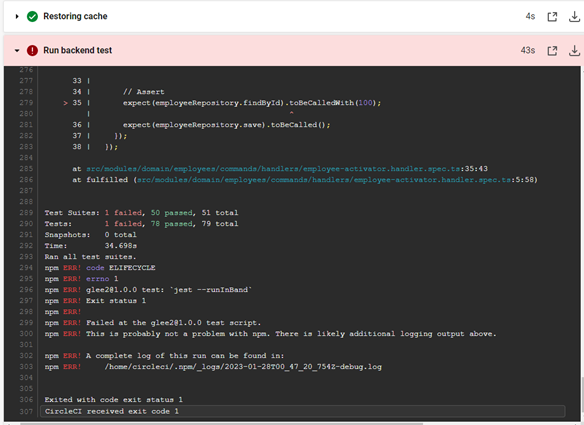 Restoring cache 4s
Run backend test 43s
276
277 33 |
278 34 | // Assert
279 > 35 | expect(employeeRepository.findById).toBeCalledWith(100);
280 | ^
281 36 | expect(employeeRepository.save).toBeCalled();
282 37 | });
283 38 | });
284
285 at src/modules/domain/employees/commands/handlers/employee-activator.handler.spec.ts:35:43
286 at fulfilled (src/modules/domain/employees/commands/handlers/employee-activator.handler.spec.ts:5:58)
287
288
289 Test Suites: 1 failed, 50 passed, 51 total
290 Tests: 1 failed, 78 passed, 79 total
291 Snapshots: 0 total
292 Time: 34.698s
293 Ran all test suites.
294 npm ERR! code ELIFECYCLE
295 npm ERR! errno 1
296 npm ERR! glee2@1.0.0 test: `jest --runInBand`
297 npm ERR! Exit status 1
298 npm ERR!
299 npm ERR! Failed at the glee2@1.0.0 test script.
300 npm ERR! This is probably not a problem with npm. There is likely additional logging output above.
301
302 npm ERR! A complete log of this run can be found in:
303 npm ERR! /home/circleci/.npm/_logs/2023-01-28T00_47_20_754Z-debug.log
304
305
306 Exited with code exit status 1
307 CircleCI received exit code 1